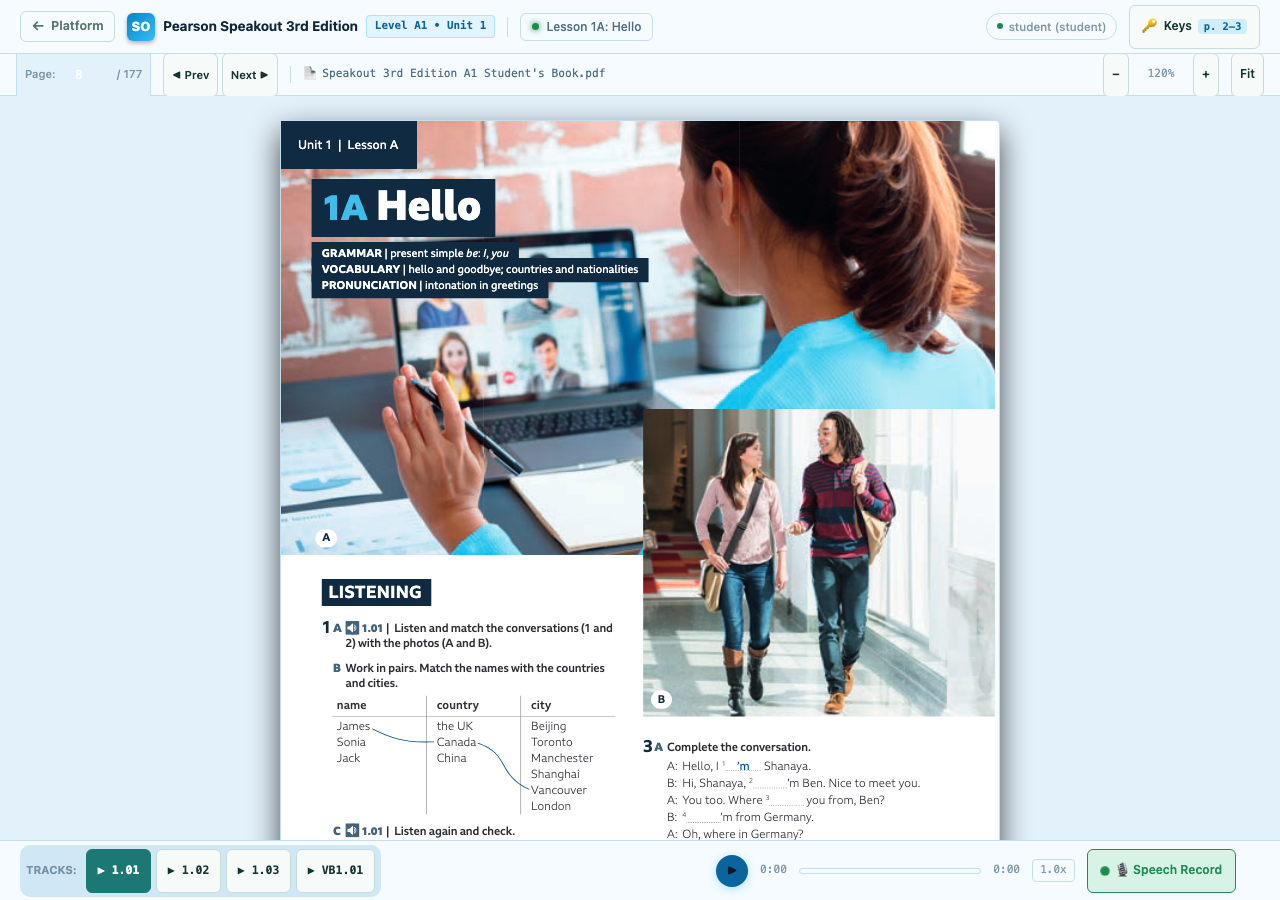 ← Platform
SO
Pearson Speakout 3rd Edition
Level A1 • Unit 1
Lesson 1A: Hello
student (student)
Keys
p. 2–3
Page:
8
/ 177
◀ Prev
Next ▶
Speakout 3rd Edition A1 Student's Book.pdf
−
120%
+
Fit
Unit 1 | Lesson A
1A Hello
GRAMMAR | present simple be: I, you
VOCABULARY | hello and goodbye; countries and nationalities
PRONUNCIATION | intonation in greetings
A
B
LISTENING
1 A 1.01 | Listen and match the conversations (1 and
2) with the photos (A and B).
B Work in pairs. Match the names with the countries
and cities.
name country city
James the UK Beijing
Sonia Canada Toronto
Jack China Manchester
Shanghai
Vancouver
London
C 1.01 | Listen again and check.
3 A Complete the conversation.
A: Hello, I 1 'm Shanaya.
B: Hi, Shanaya, 2 'm Ben. Nice to meet you.
A: You too. Where 3 you from, Ben?
B: 4 'm from Germany.
A: Oh, where in Germany?
TRACKS:
▶ 1.01
▶ 1.02
▶ 1.03
▶ VB1.01
0:00
0:00
1.0x
Speech Record